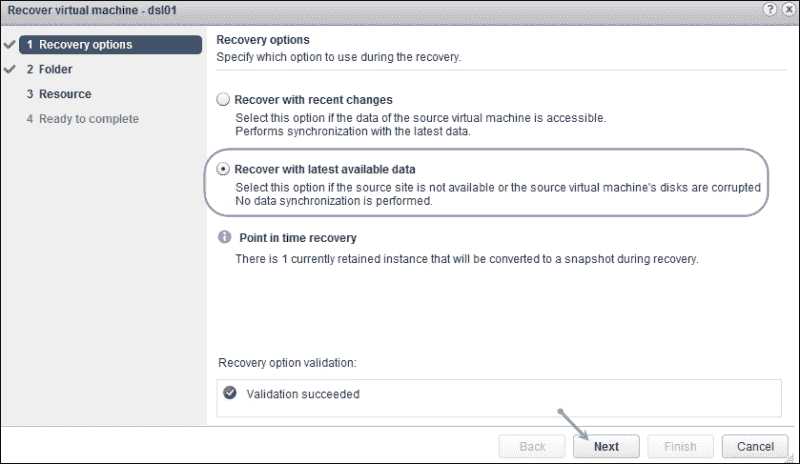 Recover virtual machine - dsl01
1 Recovery options
2 Folder
3 Resource
4 Ready to complete
Recovery options
Specify which option to use during the recovery.
Recover with recent changes
Select this option if the data of the source virtual machine is accessible.
Performs synchronization with the latest data.
Recover with latest available data
Select this option if the source site is not available or the source virtual machine's disks are corrupted
No data synchronization is performed.
Point in time recovery
There is 1 currently retained instance that will be converted to a snapshot during recovery.
Recovery option validation:
Validation succeeded
Back Next Finish Cancel